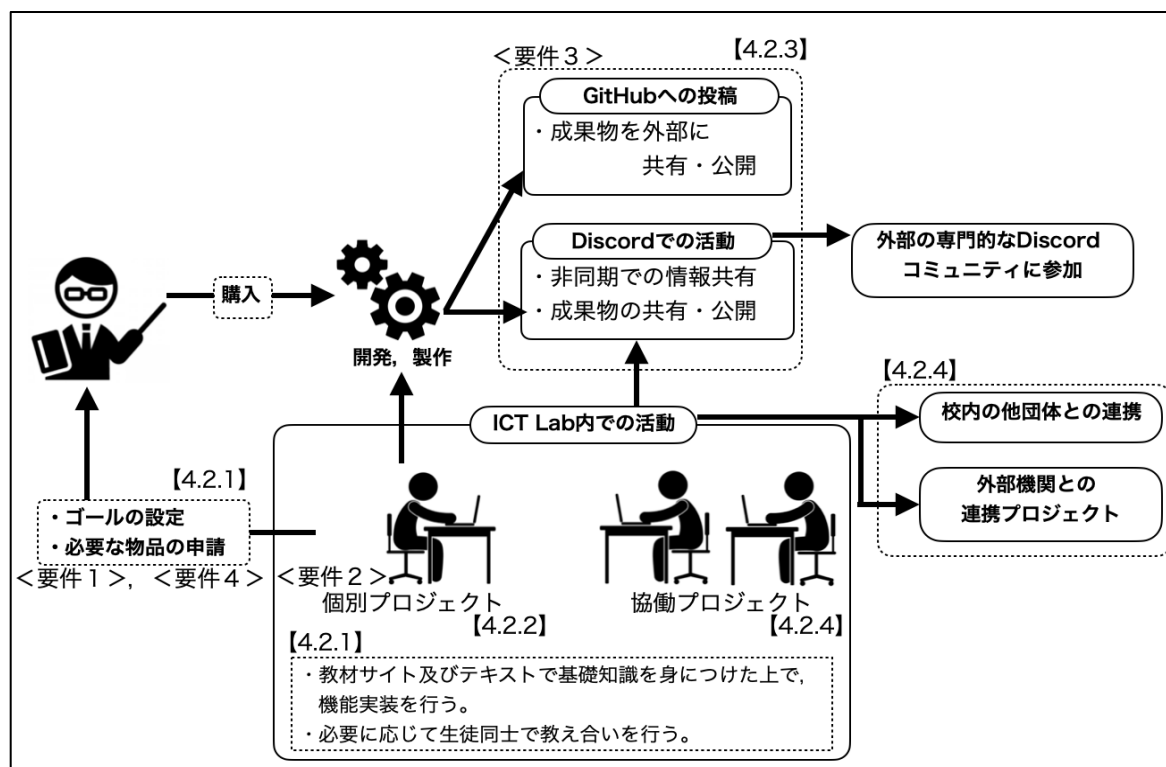 ＜要件３＞
【4.2.3】
GitHubへの投稿
・成果物を外部に
共有・公開
Discordでの活動
・非同期での情報共有
・成果物の共有・公開
外部の専門的なDiscord
コミュニティに参加
購入
開発，製作
【4.2.4】
校内の他団体との連携
外部機関との
連携プロジェクト
ICT Lab内での活動
【4.2.1】
・ゴールの設定
・必要な物品の申請
＜要件１＞，＜要件４＞
＜要件２＞
個別プロジェクト
【4.2.2】
協働プロジェクト
【4.2.4】
【4.2.1】
・教材サイト及びテキストで基礎知識を身につけた上で，
機能実装を行う。
・必要に応じて生徒同士で教え合いを行う。